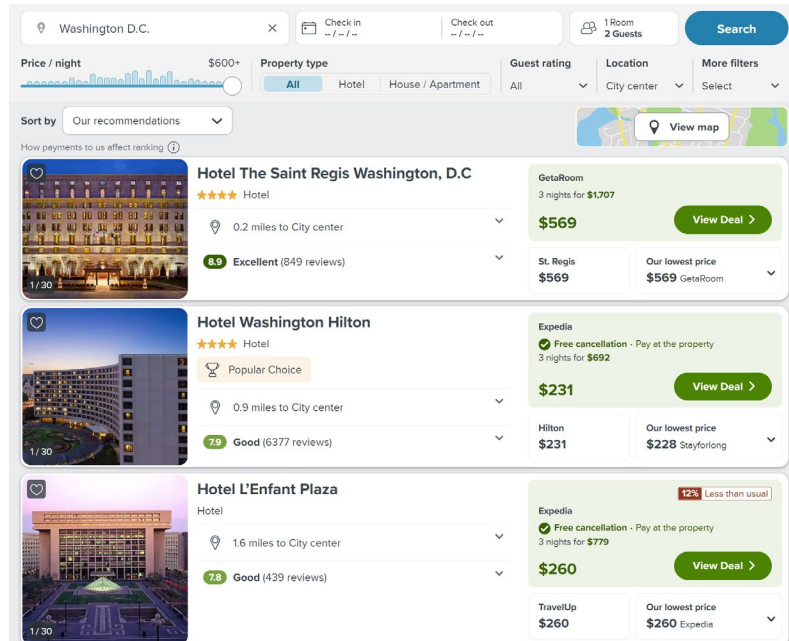 Washington D.C.
Check in
-- / -- / --
Check out
-- / -- / --
1 Room
2 Guests
Search
Price / night
$600+
Property type
All
Hotel
House / Apartment
Guest rating
All
Location
City center
More filters
Select
Sort by
Our recommendations
View map
How payments to us affect ranking
Hotel The Saint Regis Washington, D.C
Hotel
0.2 miles to City center
8.9 Excellent (849 reviews)
1 / 30
GetaRoom
3 nights for $1,707
$569
View Deal
St. Regis
$569
Our lowest price
$569 GetaRoom
Hotel Washington Hilton
Hotel
Popular Choice
0.9 miles to City center
7.9 Good (6377 reviews)
1 / 30
Expedia
Free cancellation · Pay at the property
3 nights for $692
$231
View Deal
Hilton
$231
Our lowest price
$228 Stayforlong
Hotel L'Enfant Plaza
Hotel
1.6 miles to City center
7.8 Good (439 reviews)
1 / 30
12% Less than usual
Expedia
Free cancellation · Pay at the property
3 nights for $779
$260
View Deal
TravelUp
$260
Our lowest price
$260 Expedia